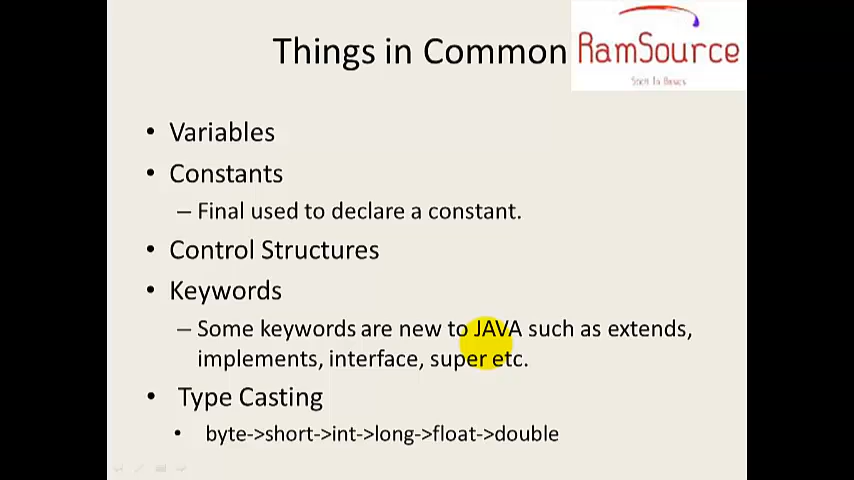 Things in Common
RamSource
• Variables
• Constants
– Final used to declare a constant.
• Control Structures
• Keywords
– Some keywords are new to JAVA such as extends,
implements, interface, super etc.
• Type Casting
• byte->short->int->long->float->double